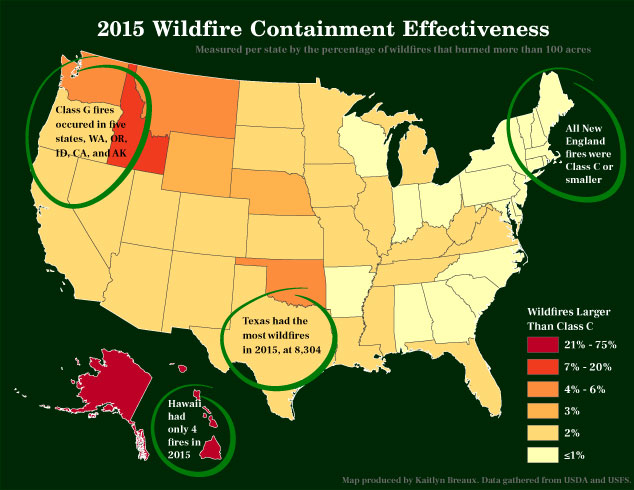 2015 Wildfire Containment Effectiveness
Measured per state by the percentage of wildfires that burned more than 100 acres
Class G fires
occured in five
states, WA, OR,
ID, CA, and AK
All New
England
fires were
Class C or
smaller
Texas had the
most wildfires
in 2015, at 8,304
Hawaii
had
only 4
fires in
2015
Wildfires Larger
Than Class C
21% - 75%
7% - 20%
4% - 6%
3%
2%
≤1%
Map produced by Kaitlyn Breaux. Data gathered from USDA and USFS.